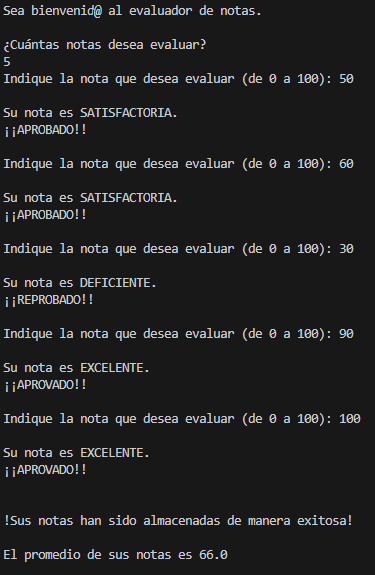 Sea bienvenid@ al evaluador de notas.
¿Cuántas notas desea evaluar?
5
Indique la nota que desea evaluar (de 0 a 100): 50
Su nota es SATISFACTORIA.
¡¡APROBADO!!
Indique la nota que desea evaluar (de 0 a 100): 60
Su nota es SATISFACTORIA.
¡¡APROBADO!!
Indique la nota que desea evaluar (de 0 a 100): 30
Su nota es DEFICIENTE.
¡¡REPROBADO!!
Indique la nota que desea evaluar (de 0 a 100): 90
Su nota es EXCELENTE.
¡¡APROVADO!!
Indique la nota que desea evaluar (de 0 a 100): 100
Su nota es EXCELENTE.
¡¡APROVADO!!
!Sus notas han sido almacenadas de manera exitosa!
El promedio de sus notas es 66.0